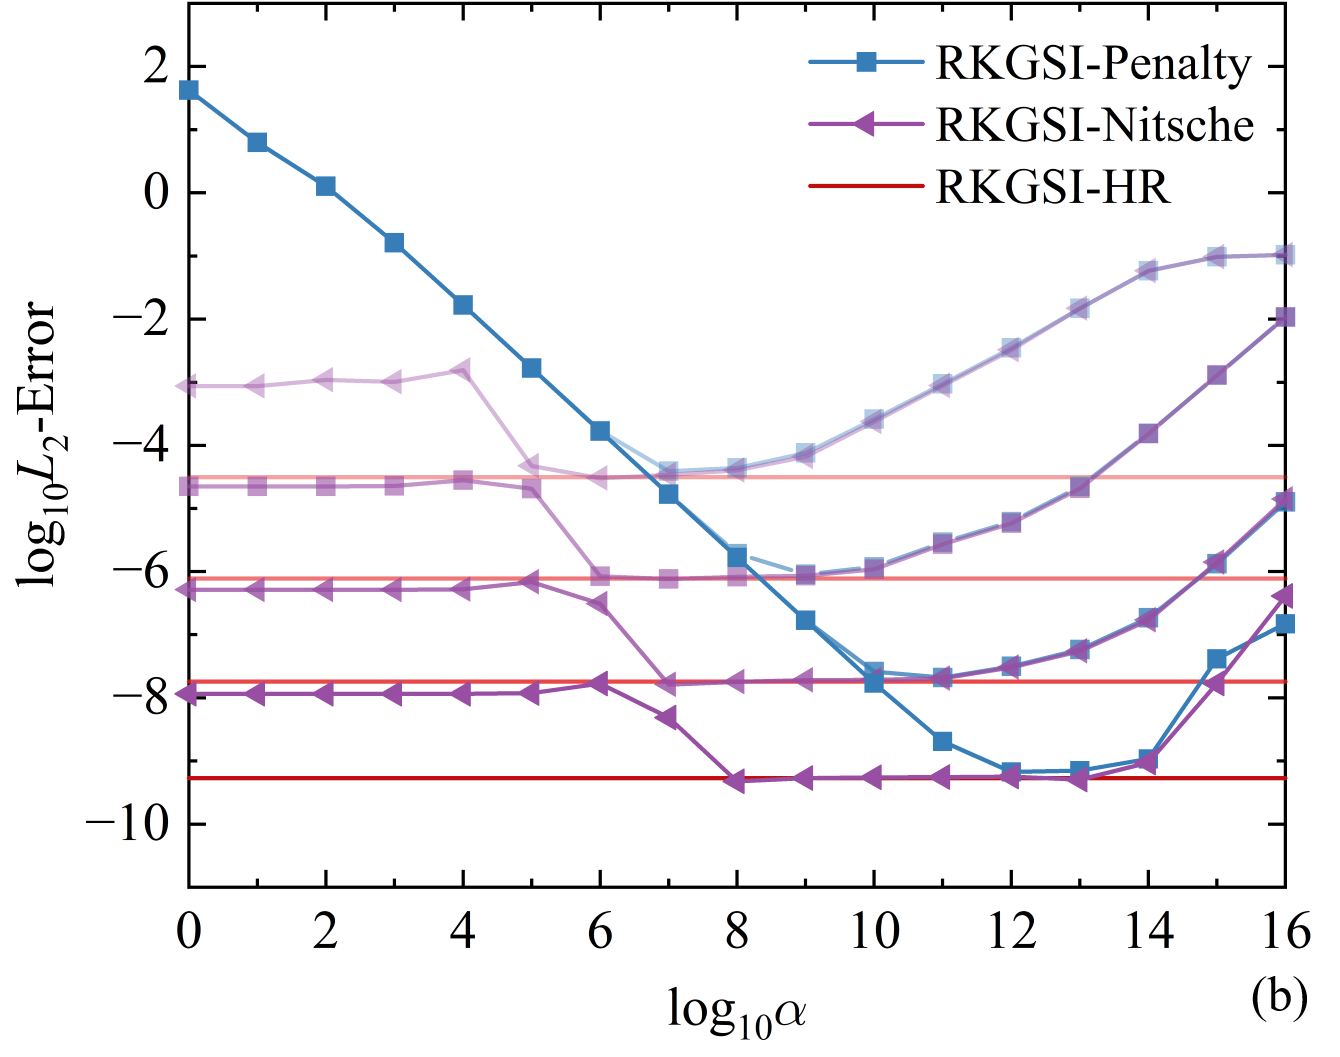 RKGSI-Penalty
RKGSI-Nitsche
RKGSI-HR
2
0
−2
−4
−6
−8
−10
log₁₀L₂-Error
0 2 4 6 8 10 12 14 16
log₁₀α
(b)